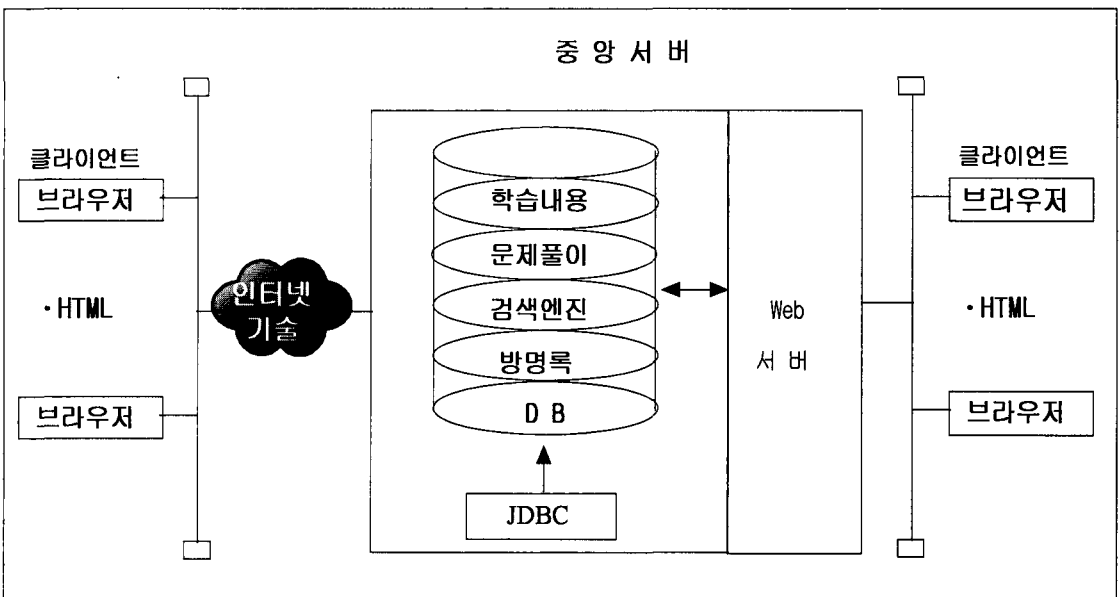 중 앙 서 버
클라이언트
브라우저
· HTML
브라우저
인터넷
기술
학습내용
문제풀이
검색엔진
방명록
D B
JDBC
Web
서 버
클라이언트
브라우저
· HTML
브라우저